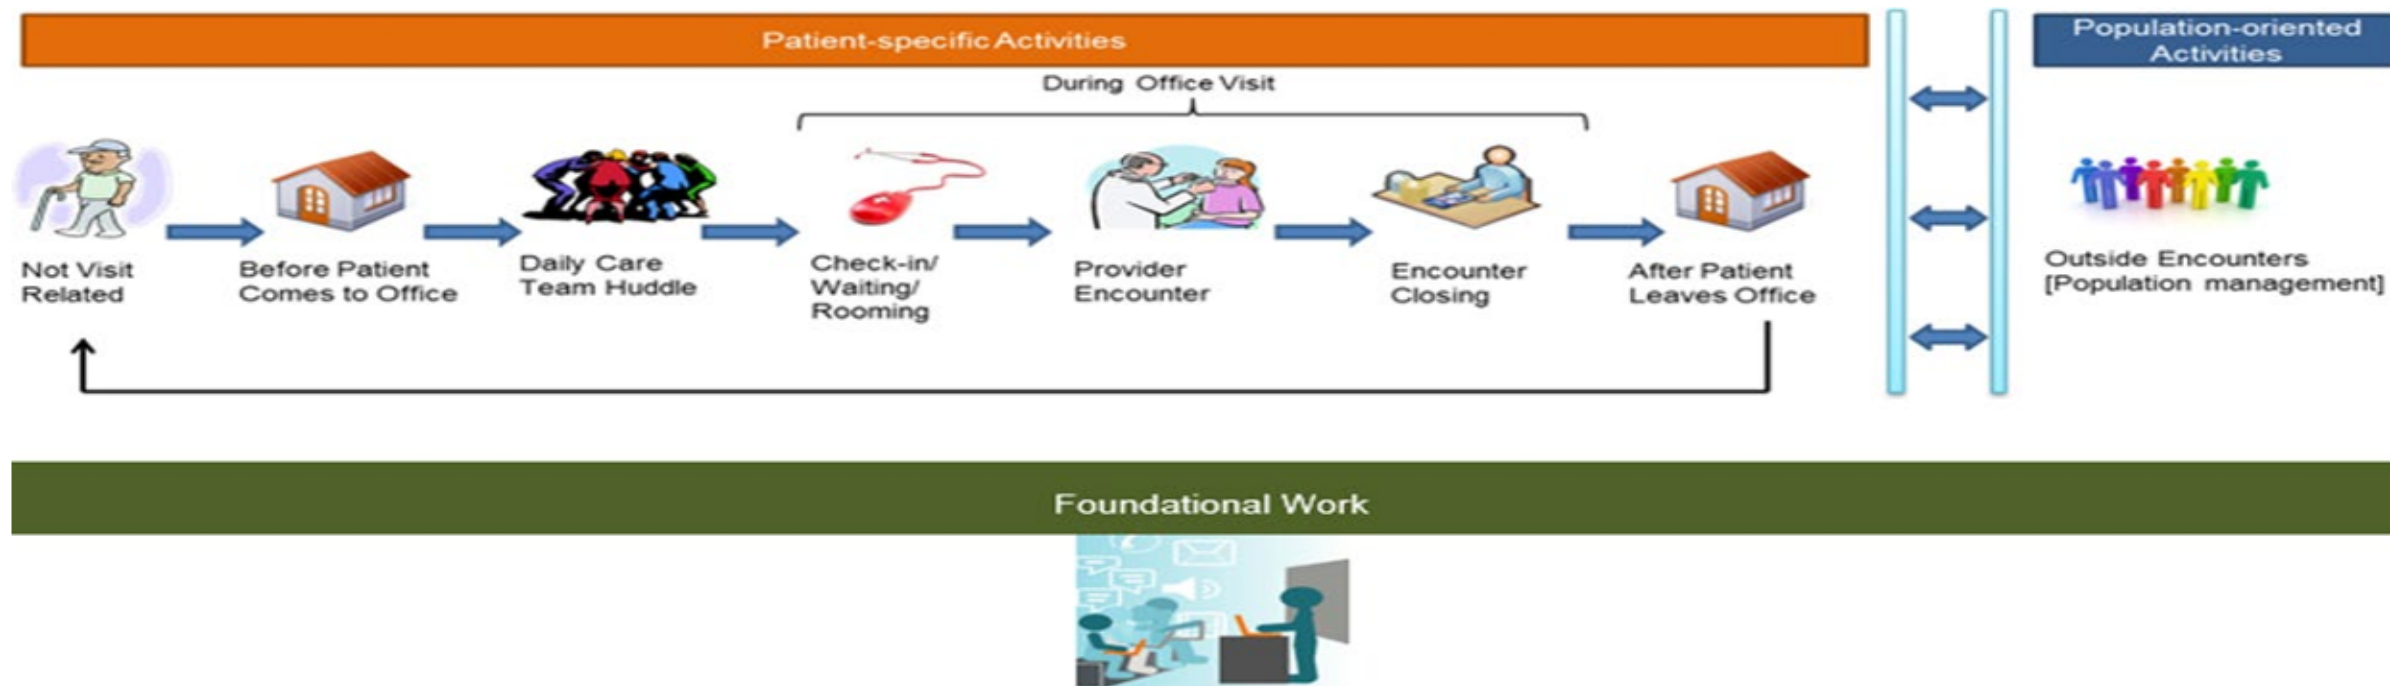 Patient-specific Activities
Population-oriented
Activities
During Office Visit
Not Visit
Related
Before Patient
Comes to Office
Daily Care
Team Huddle
Check-in/
Waiting/
Rooming
Provider
Encounter
Encounter
Closing
After Patient
Leaves Office
Outside Encounters
[Population management]
Foundational Work